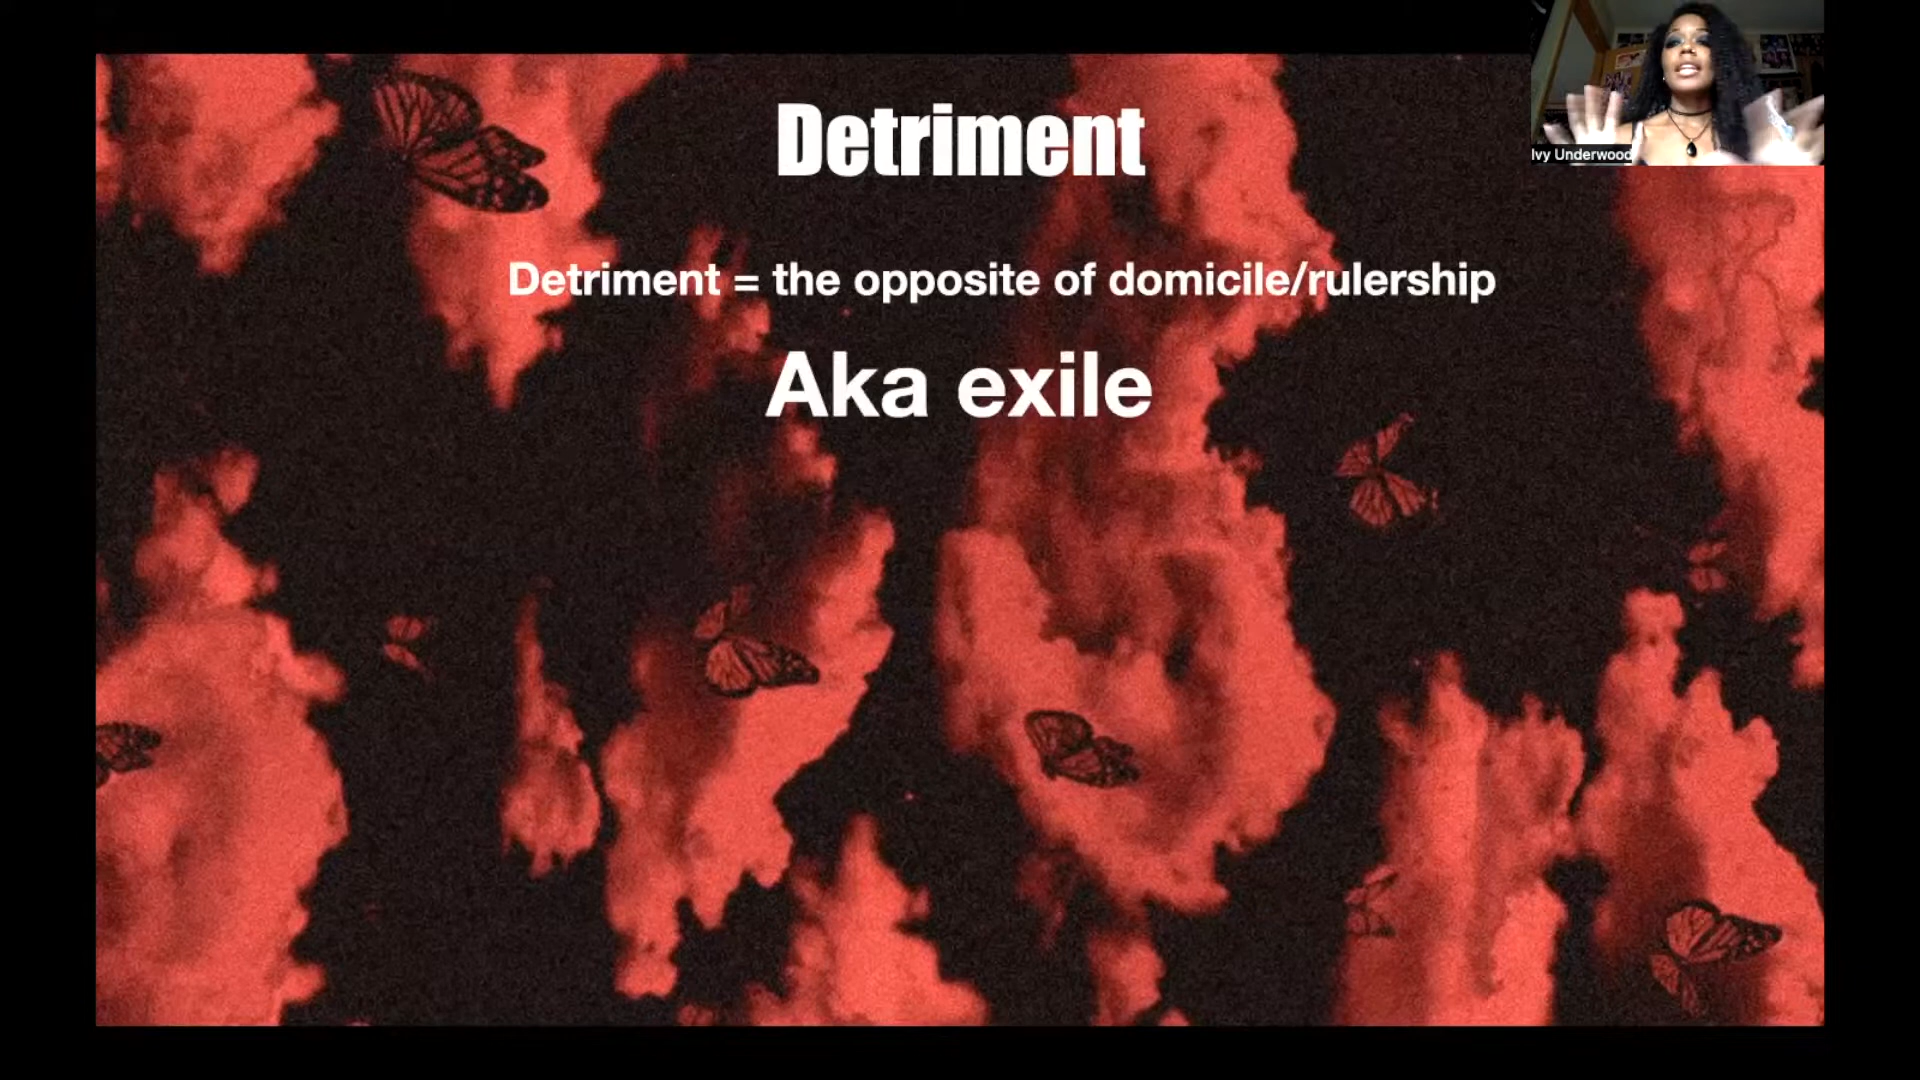 Detriment
Detriment = the opposite of domicile/rulership
Aka exile
Ivy Underwood